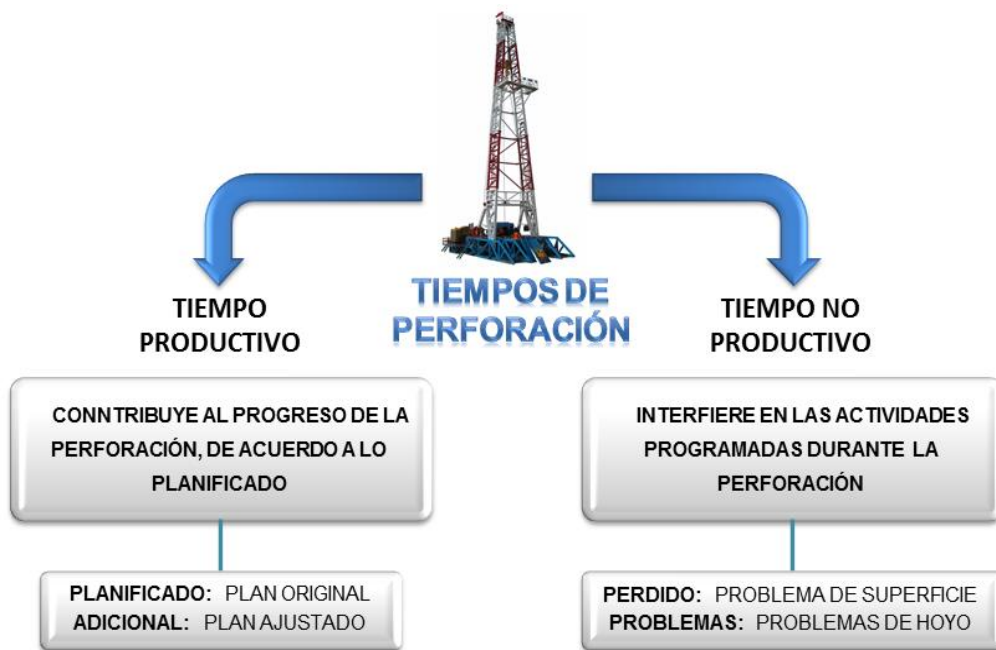 TIEMPOS DE
PERFORACIÓN
TIEMPO
PRODUCTIVO
CONNTRIBUYE AL PROGRESO DE LA
PERFORACIÓN, DE ACUERDO A LO
PLANIFICADO
PLANIFICADO: PLAN ORIGINAL
ADICIONAL: PLAN AJUSTADO
TIEMPO NO
PRODUCTIVO
INTERFIERE EN LAS ACTIVIDADES
PROGRAMADAS DURANTE LA
PERFORACIÓN
PERDIDO: PROBLEMA DE SUPERFICIE
PROBLEMAS: PROBLEMAS DE HOYO